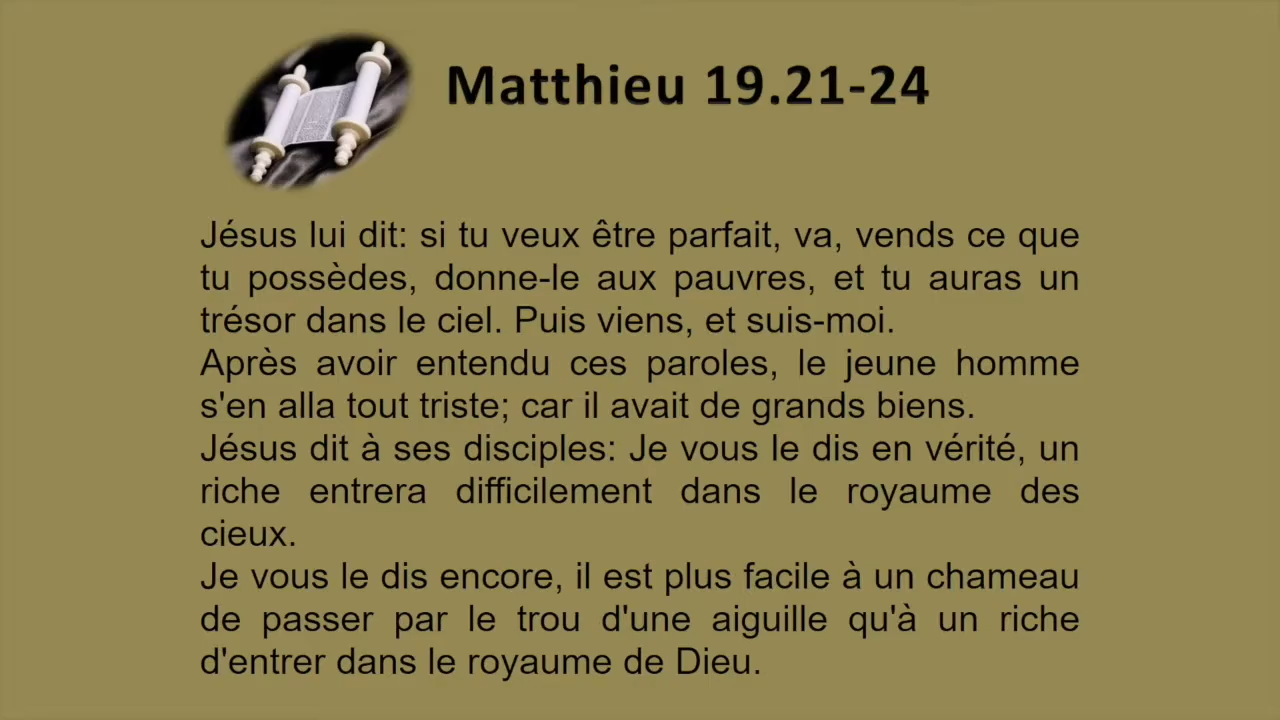 Matthieu 19.21-24
Jésus lui dit: si tu veux être parfait, va, vends ce que
tu possèdes, donne-le aux pauvres, et tu auras un
trésor dans le ciel. Puis viens, et suis-moi.
Après avoir entendu ces paroles, le jeune homme
s'en alla tout triste; car il avait de grands biens.
Jésus dit à ses disciples: Je vous le dis en vérité, un
riche entrera difficilement dans le royaume des
cieux.
Je vous le dis encore, il est plus facile à un chameau
de passer par le trou d'une aiguille qu'à un riche
d'entrer dans le royaume de Dieu.